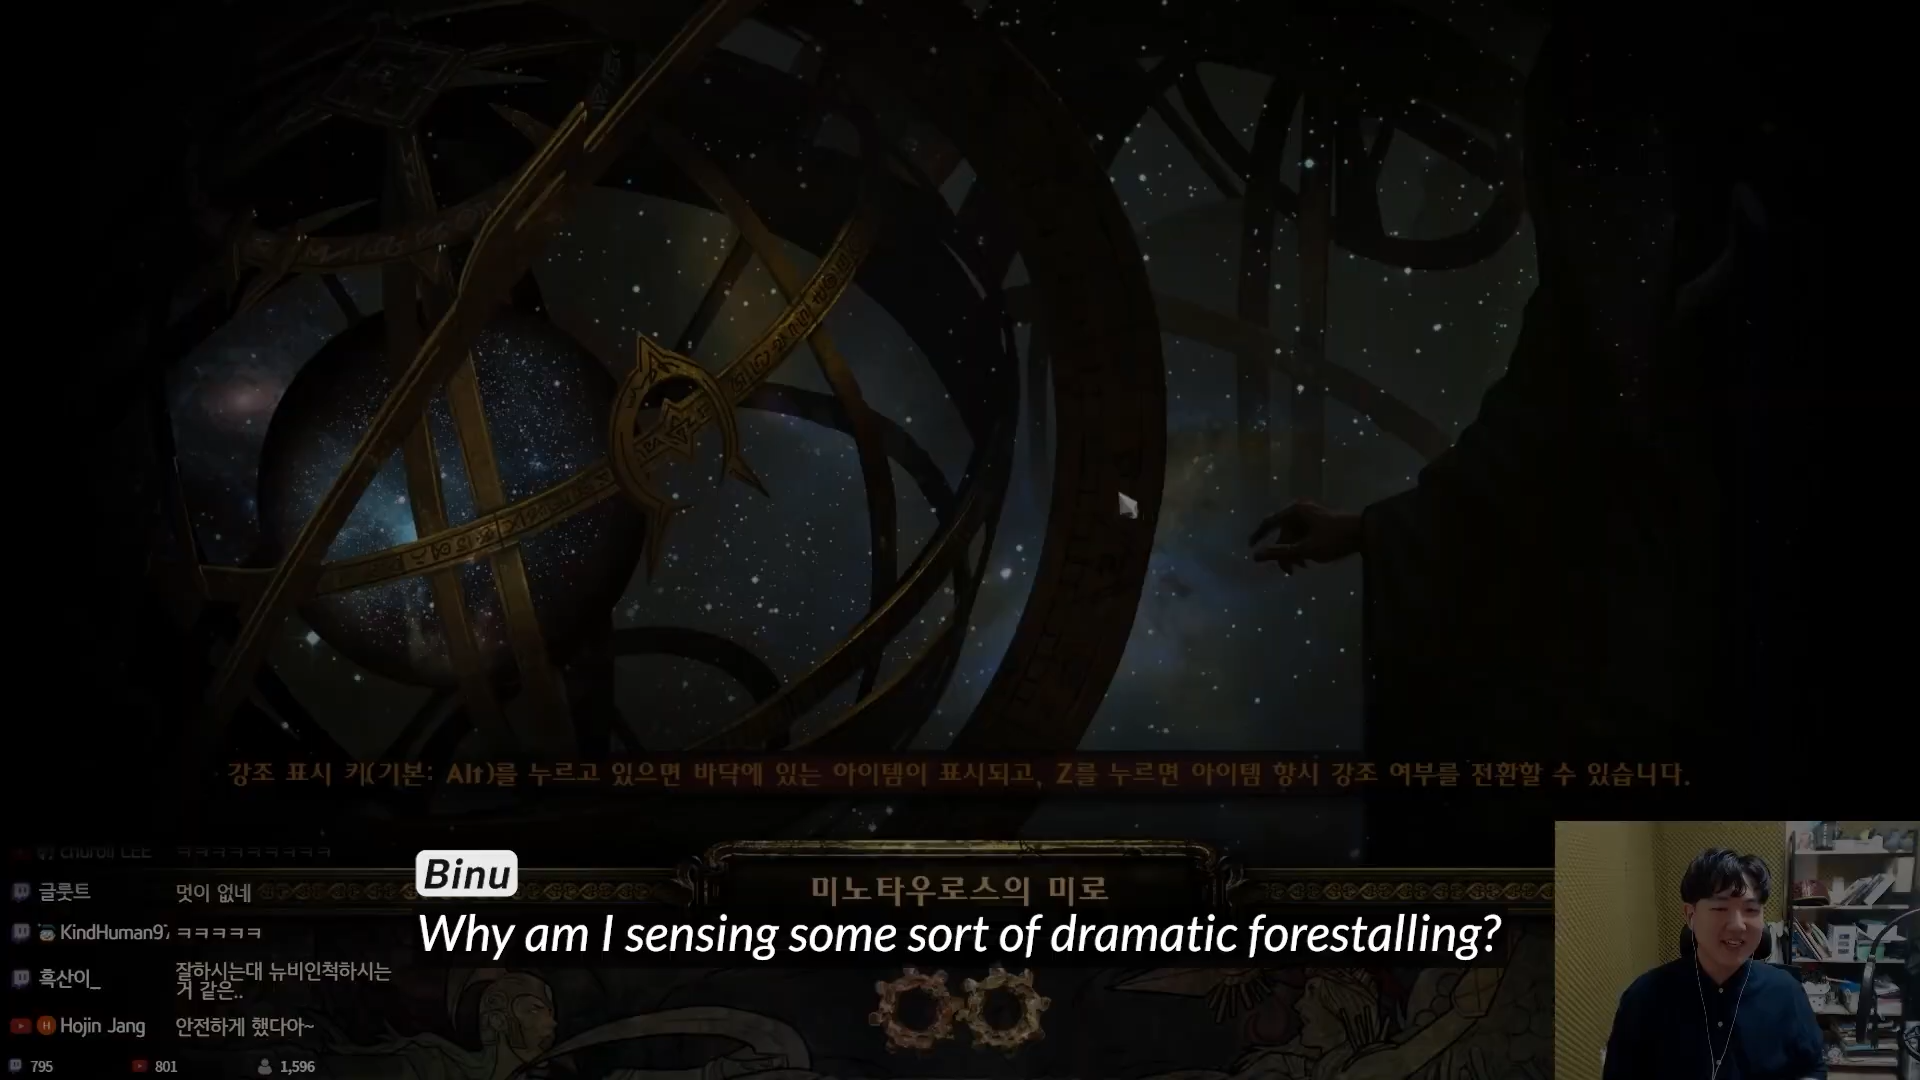 강조 표시 키(기본: Alt)를 누르고 있으면 바닥에 있는 아이템이 표시되고, Z를 누르면 아이템 항시 강조 여부를 전환할 수 있습니다.
미노타우로스의 미로
Binu
Why am I sensing some sort of dramatic forestalling?
churoll LEE ㅋㅋㅋㅋㅋㅋㅋㅋㅋ
글룻트 멋이 없네
KindHuman97 ㅋㅋㅋㅋㅋ
흑산이_ 잘하시는대 뉴비인척하시는
거 같은..
H Hojin Jang 안전하게 했다아~
795 801 1,596